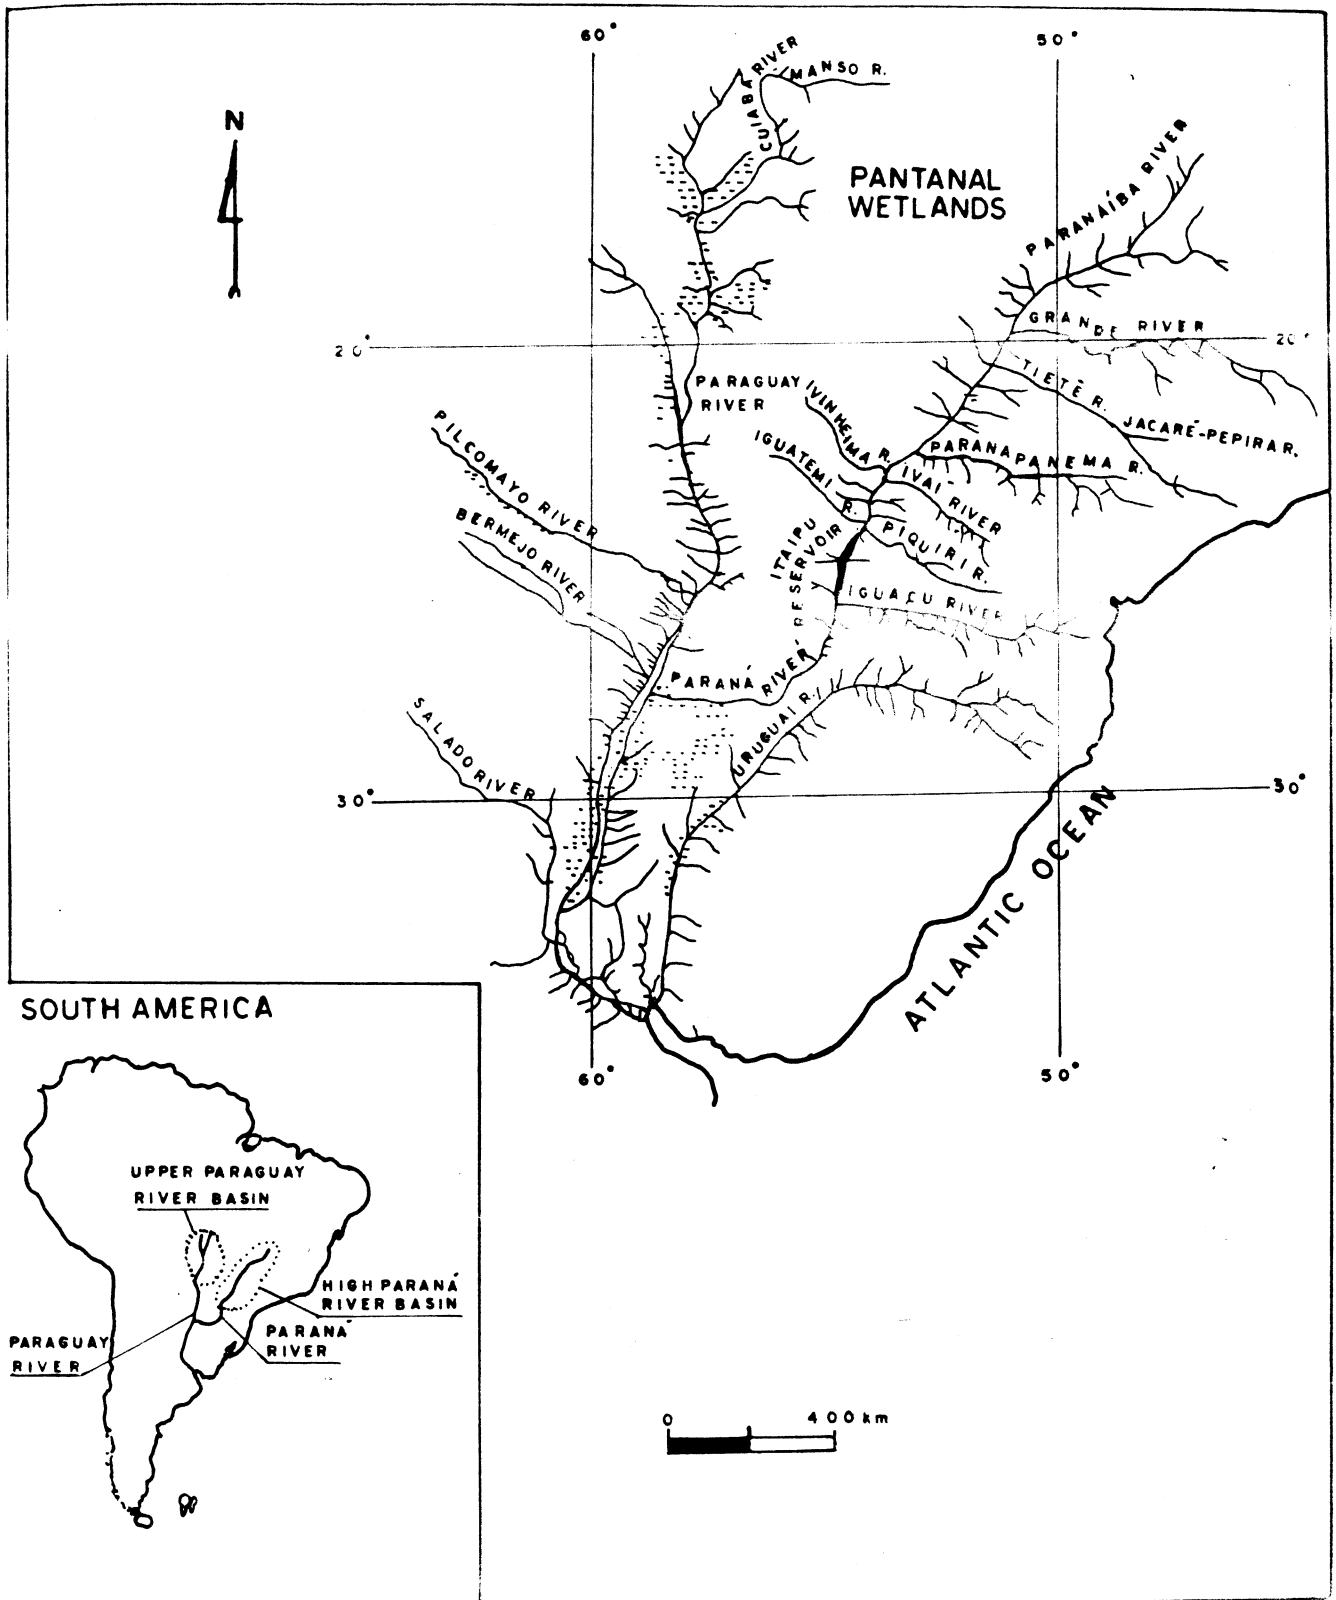 60°
50°
N
CUIABÁ RIVER
MANSO R.
PANTANAL
WETLANDS
PARANAÍBA RIVER
GRANDE RIVER
20°
20°
TIETÊ R.
JACARÉ-PEPIRA R.
PARAGUAY
RIVER
IVINHEIMA R.
IGUATEMI R.
PARANAPANEMA R.
IVAÍ RIVER
PIQUIRI R.
PILCOMAYO RIVER
BERMEJO RIVER
ITAIPU
RESERVOIR
IGUAÇU RIVER
PARANÁ RIVER
URUGUAI R.
SALADO RIVER
30°
30°
ATLANTIC OCEAN
60°
50°
SOUTH AMERICA
UPPER PARAGUAY
RIVER BASIN
HIGH PARANÁ
RIVER BASIN
PARANÁ
RIVER
PARAGUAY
RIVER
0 400 km